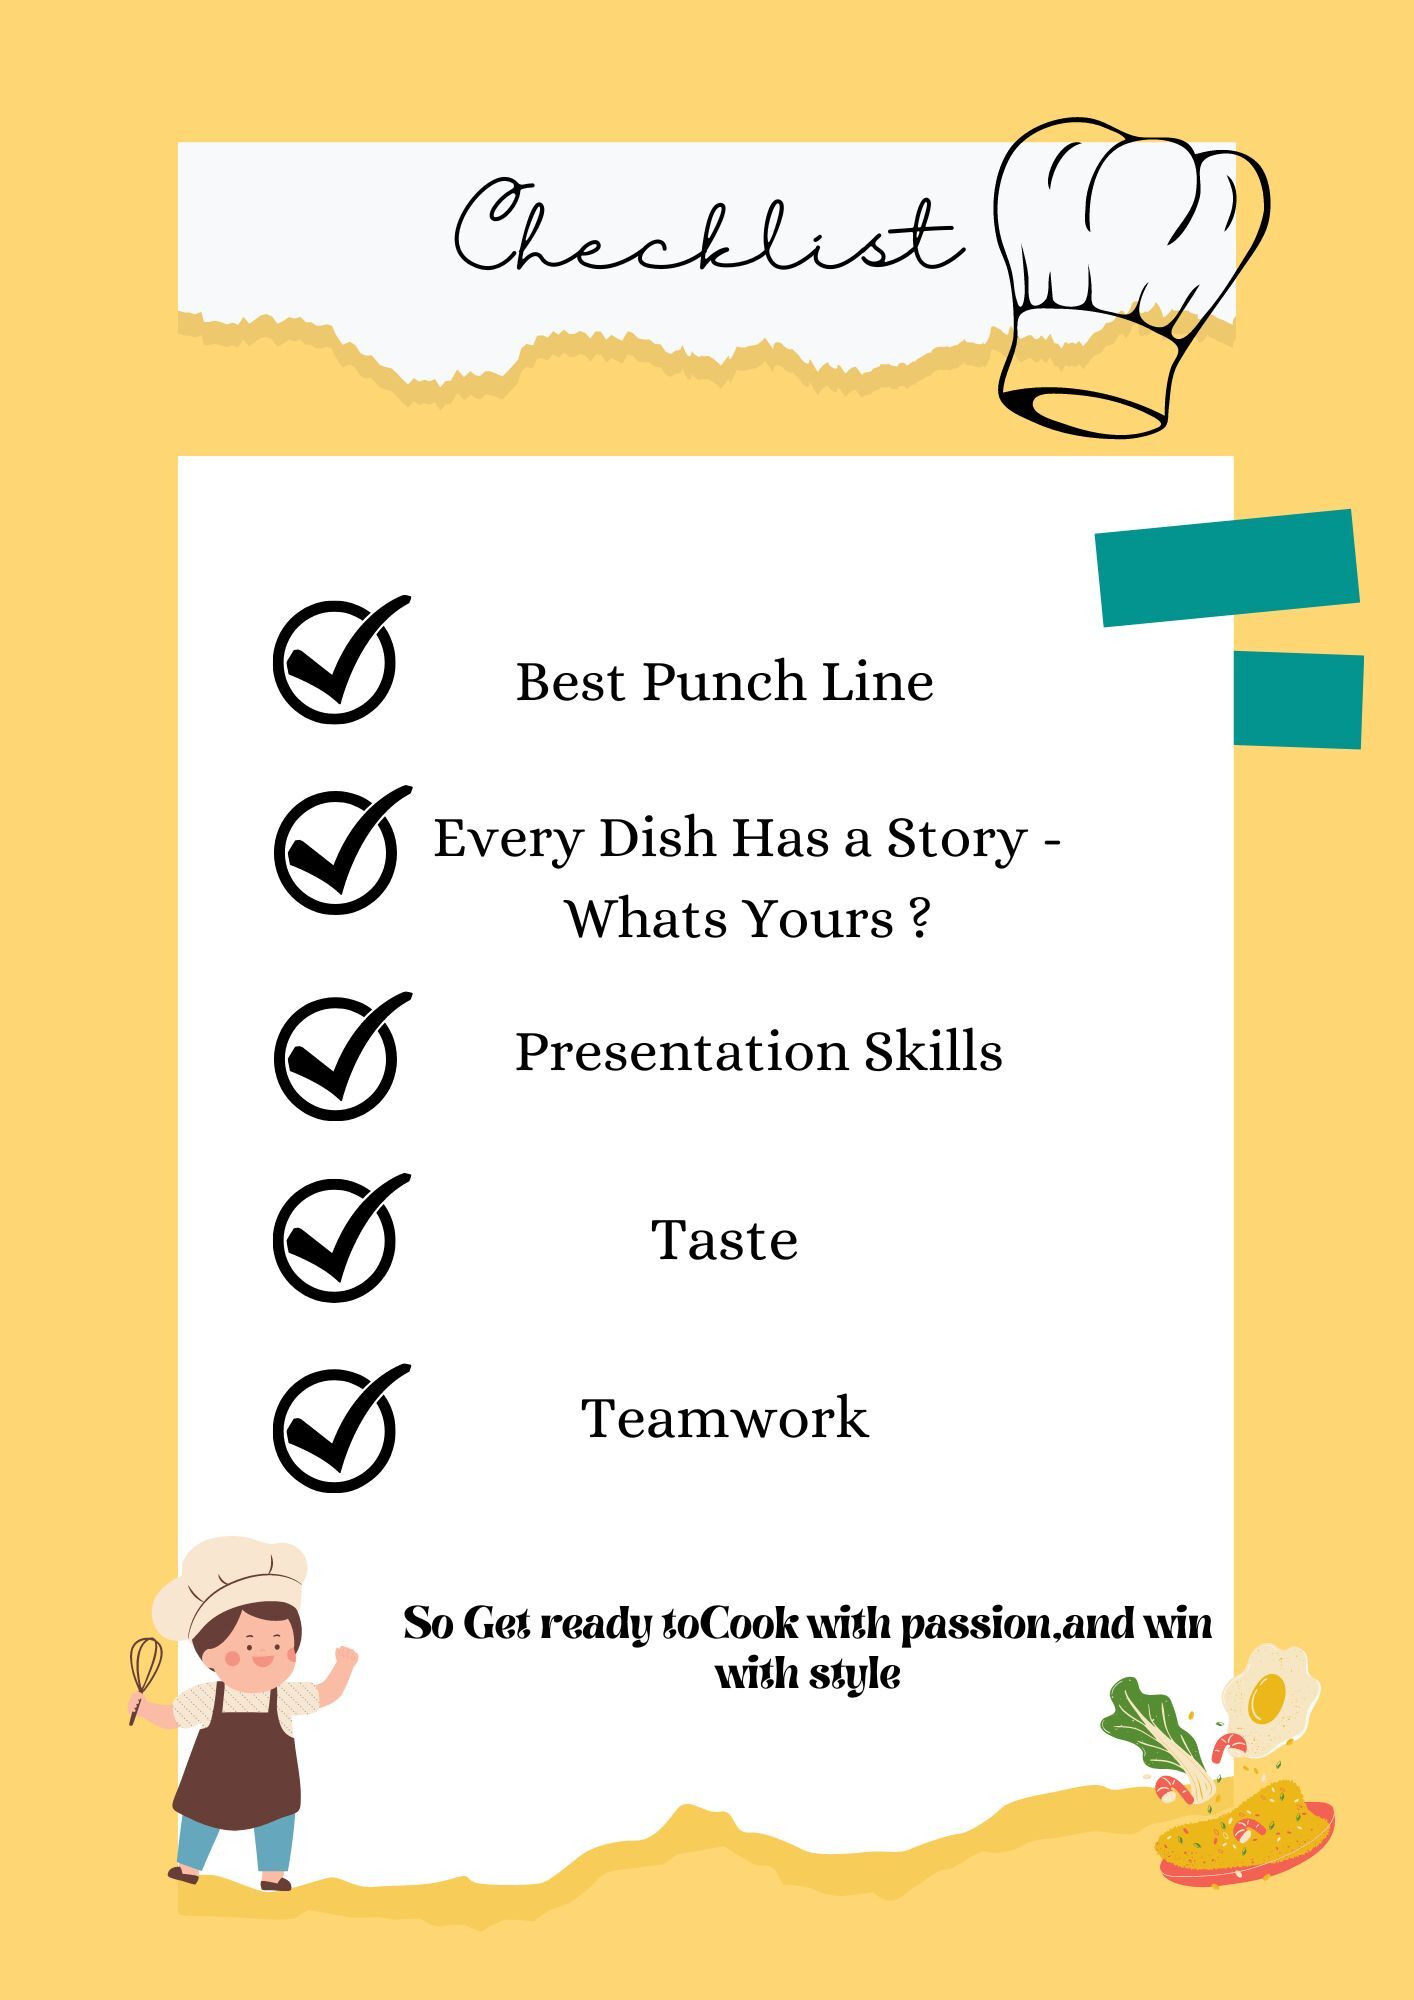 Checklist
Best Punch Line
Every Dish Has a Story -
Whats Yours ?
Presentation Skills
Taste
Teamwork
So Get ready toCook with passion,and win
with style